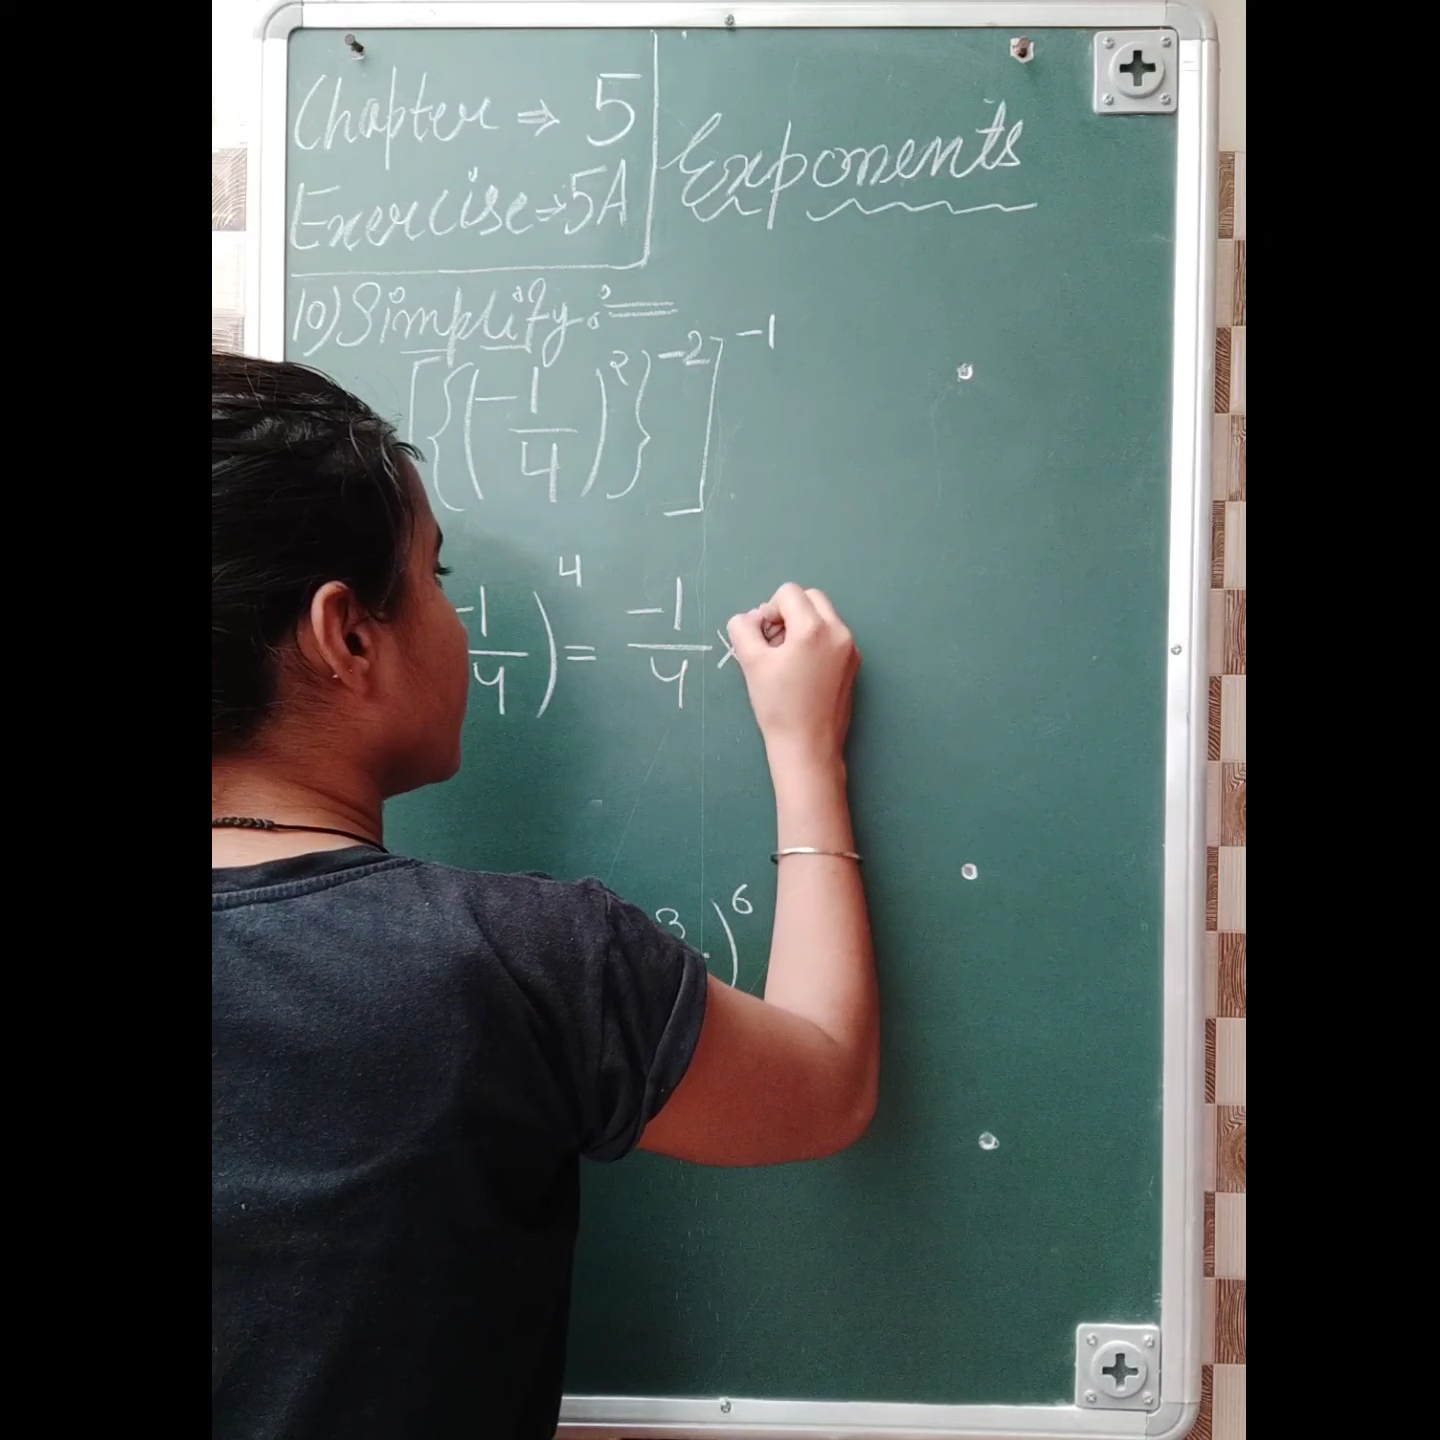 Chapter ⇒ 5
Exercise ⇒ 5A
Exponents
10) Simplify :=
[{(-1/4)^2}^-2]^-1
-1/4)^4 = -1/4 ×
3 )^6